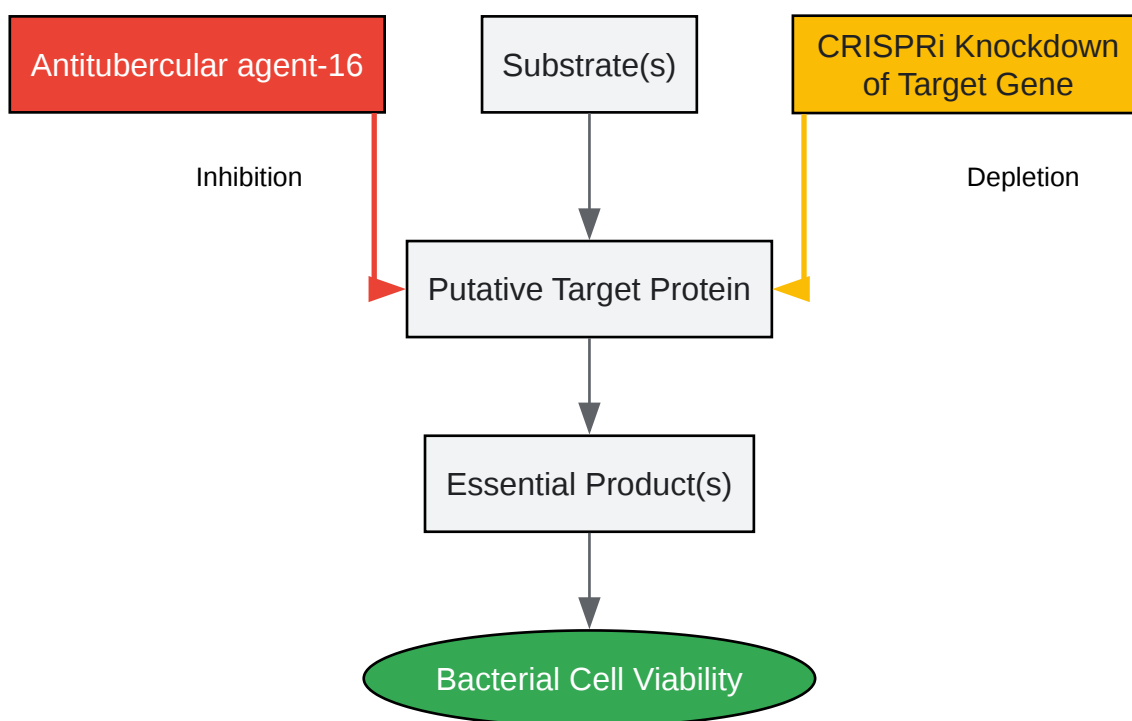 Antitubercular agent-16
Substrate(s)
CRISPRi Knockdown
of Target Gene
Inhibition
Depletion
Putative Target Protein
Essential Product(s)
Bacterial Cell Viability